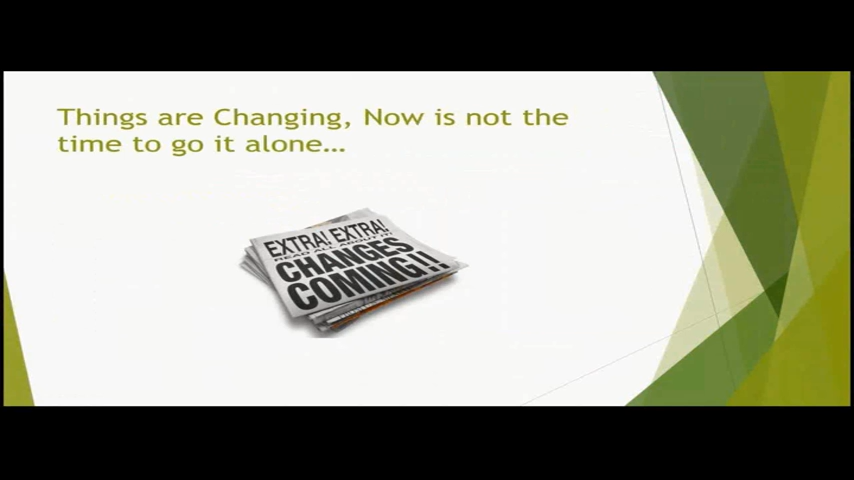 Things are Changing, Now is not the
time to go it alone...
EXTRA! EXTRA!
READ ALL ABOUT IT!
CHANGES
COMING!!